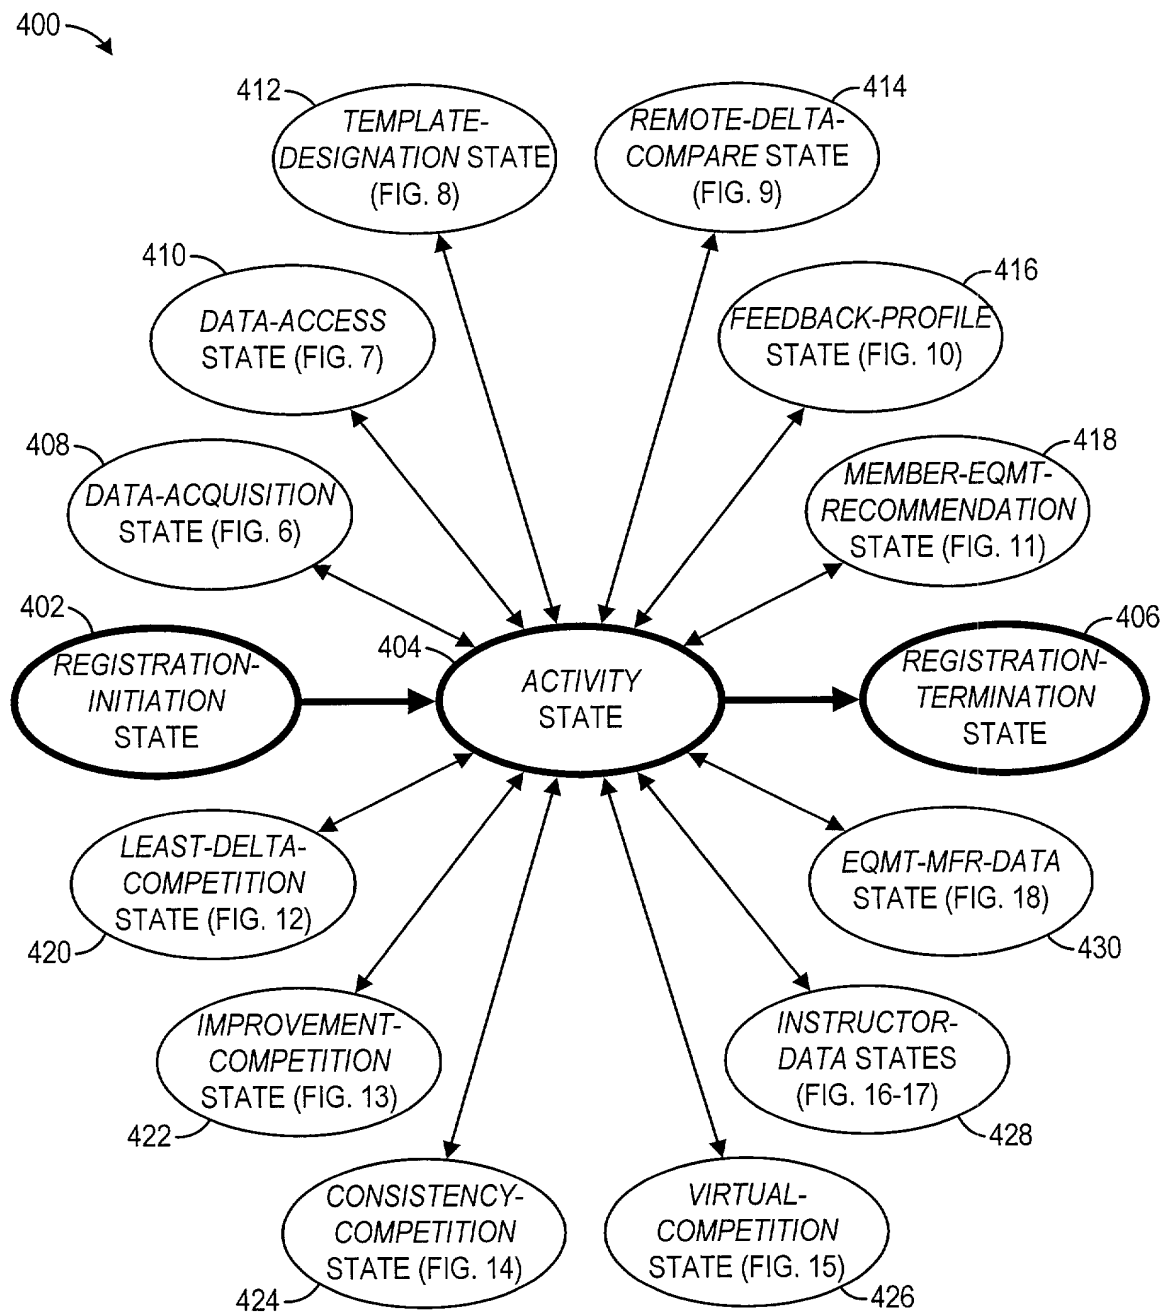 400
412
TEMPLATE-
DESIGNATION STATE
(FIG. 8)
414
REMOTE-DELTA-
COMPARE STATE
(FIG. 9)
410
DATA-ACCESS
STATE (FIG. 7)
416
FEEDBACK-PROFILE
STATE (FIG. 10)
408
DATA-ACQUISITION
STATE (FIG. 6)
418
MEMBER-EQMT-
RECOMMENDATION
STATE (FIG. 11)
402
REGISTRATION-
INITIATION
STATE
404
ACTIVITY
STATE
406
REGISTRATION-
TERMINATION
STATE
LEAST-DELTA-
COMPETITION
STATE (FIG. 12)
420
EQMT-MFR-DATA
STATE (FIG. 18)
430
IMPROVEMENT-
COMPETITION
STATE (FIG. 13)
422
INSTRUCTOR-
DATA STATES
(FIG. 16-17)
428
CONSISTENCY-
COMPETITION
STATE (FIG. 14)
424
VIRTUAL-
COMPETITION
STATE (FIG. 15)
426